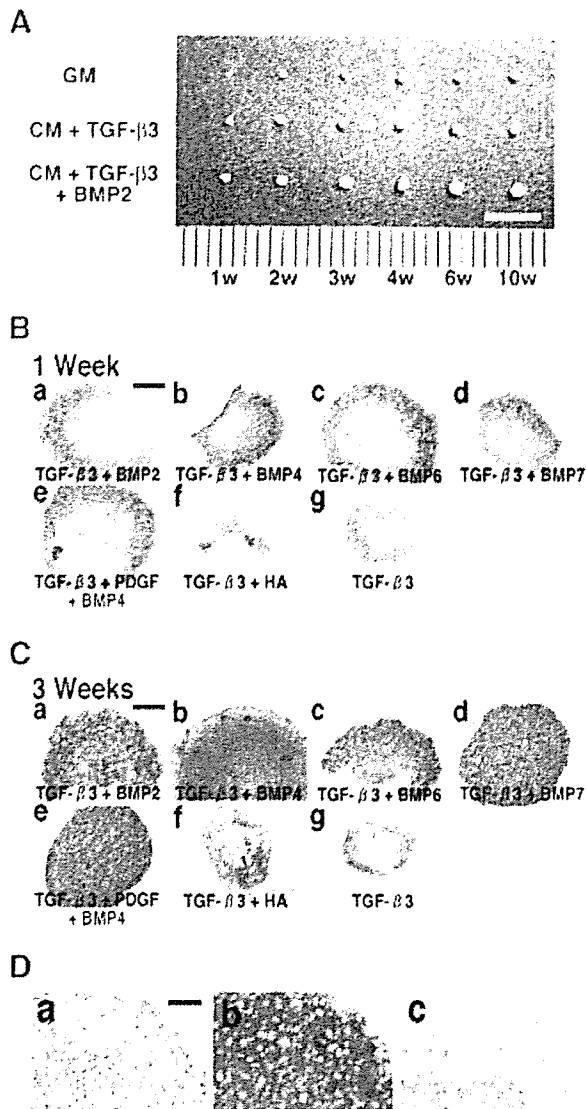 A
GM
CM + TGF-β3
CM + TGF-β3
+ BMP2
1w 2w 3w 4w 6w 10w
B
1 Week
a b c d
TGF-β3 + BMP2 TGF-β3 + BMP4 TGF-β3 + BMP6 TGF-β3 + BMP7
e f g
TGF-β3 + PDGF TGF-β3 + HA TGF-β3
+ BMP4
C
3 Weeks
a b c d
TGF-β3 + BMP2 TGF-β3 + BMP4 TGF-β3 + BMP6 TGF-β3 + BMP7
e f g
TGF-β3 + PDGF TGF-β3 + HA TGF-β3
+ BMP4
D
a b c